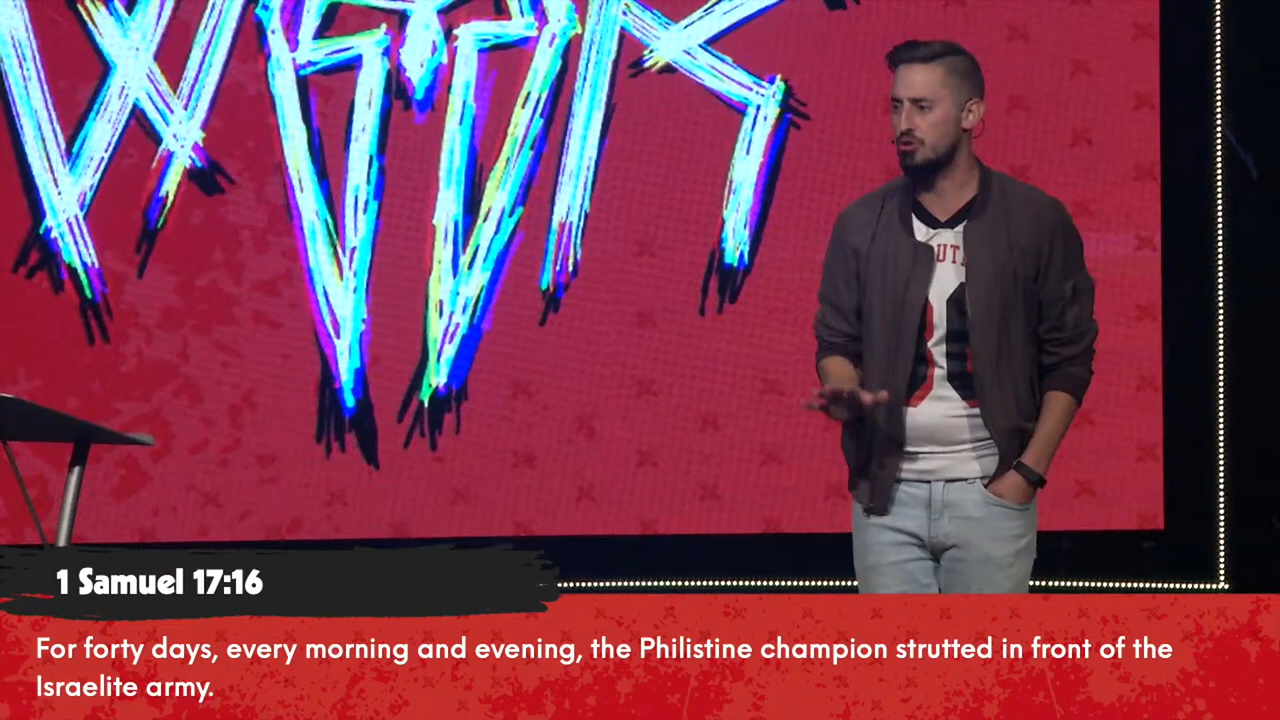 1 Samuel 17:16
For forty days, every morning and evening, the Philistine champion strutted in front of the
Israelite army.